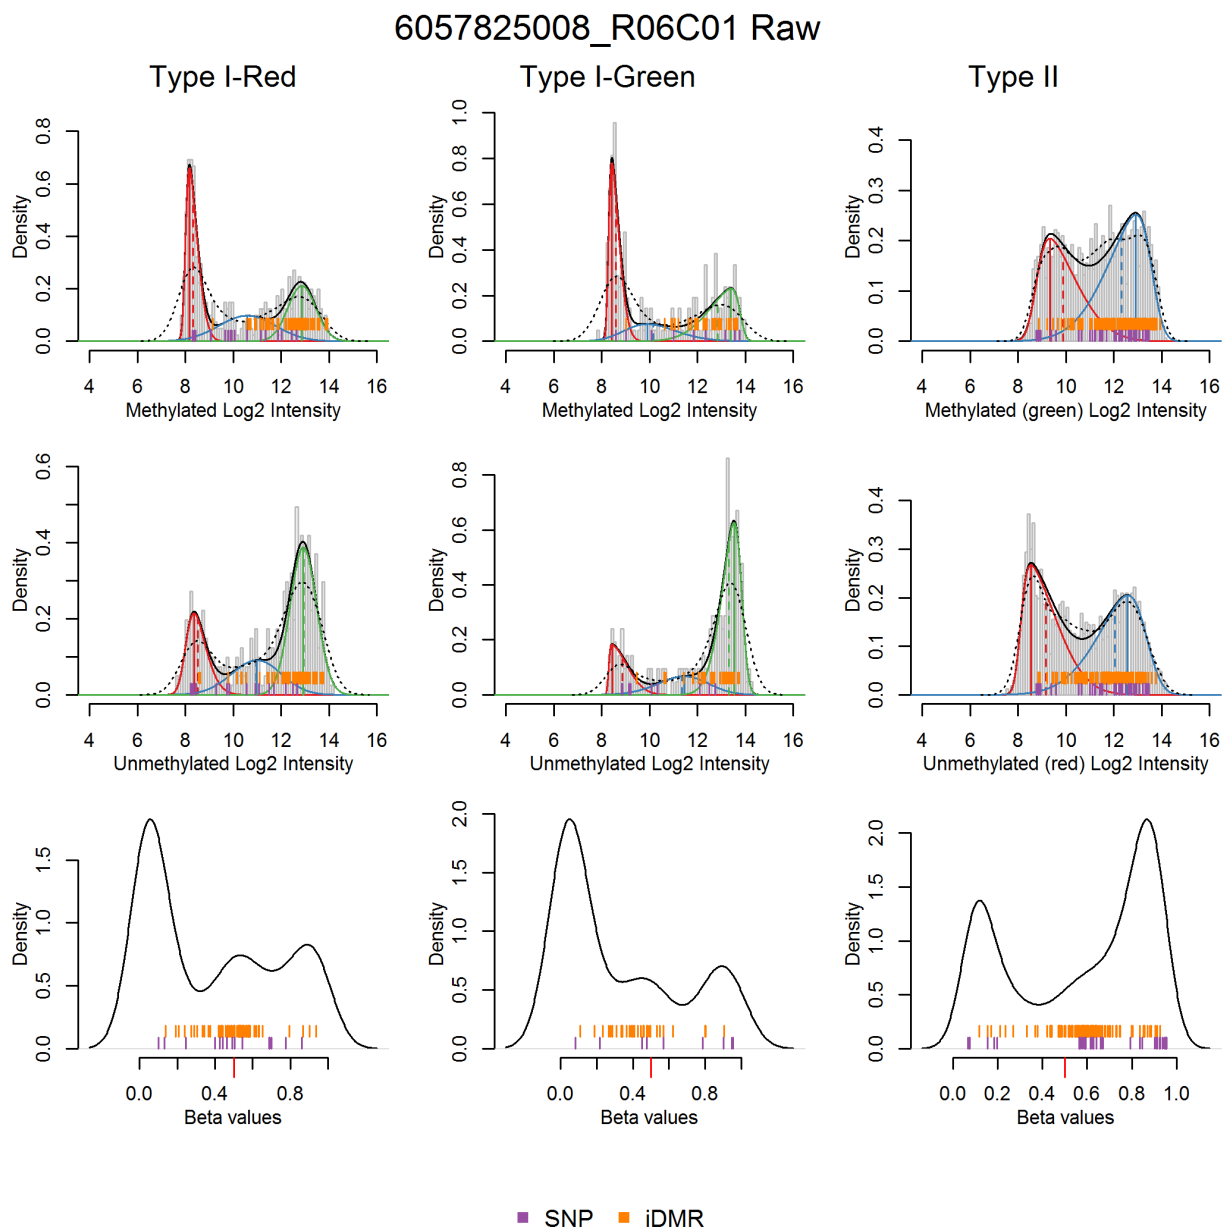 6057825008_R06C01 Raw
Type I-Red
Type I-Green
Type II
Density
0.0 0.2 0.4 0.6 0.8
4 6 8 10 12 14 16
Methylated Log2 Intensity
Density
0.0 0.2 0.4 0.6 0.8 1.0
4 6 8 10 12 14 16
Methylated Log2 Intensity
Density
0.0 0.1 0.2 0.3 0.4
4 6 8 10 12 14 16
Methylated (green) Log2 Intensity
Density
0.0 0.2 0.4 0.6
4 6 8 10 12 14 16
Unmethylated Log2 Intensity
Density
0.0 0.2 0.4 0.6 0.8
4 6 8 10 12 14 16
Unmethylated Log2 Intensity
Density
0.0 0.1 0.2 0.3 0.4
4 6 8 10 12 14 16
Unmethylated (red) Log2 Intensity
Density
0.0 0.5 1.0 1.5
0.0 0.4 0.8
Beta values
Density
0.0 0.5 1.0 1.5 2.0
0.0 0.4 0.8
Beta values
Density
0.0 0.5 1.0 1.5 2.0
0.0 0.2 0.4 0.6 0.8 1.0
Beta values
SNP
iDMR